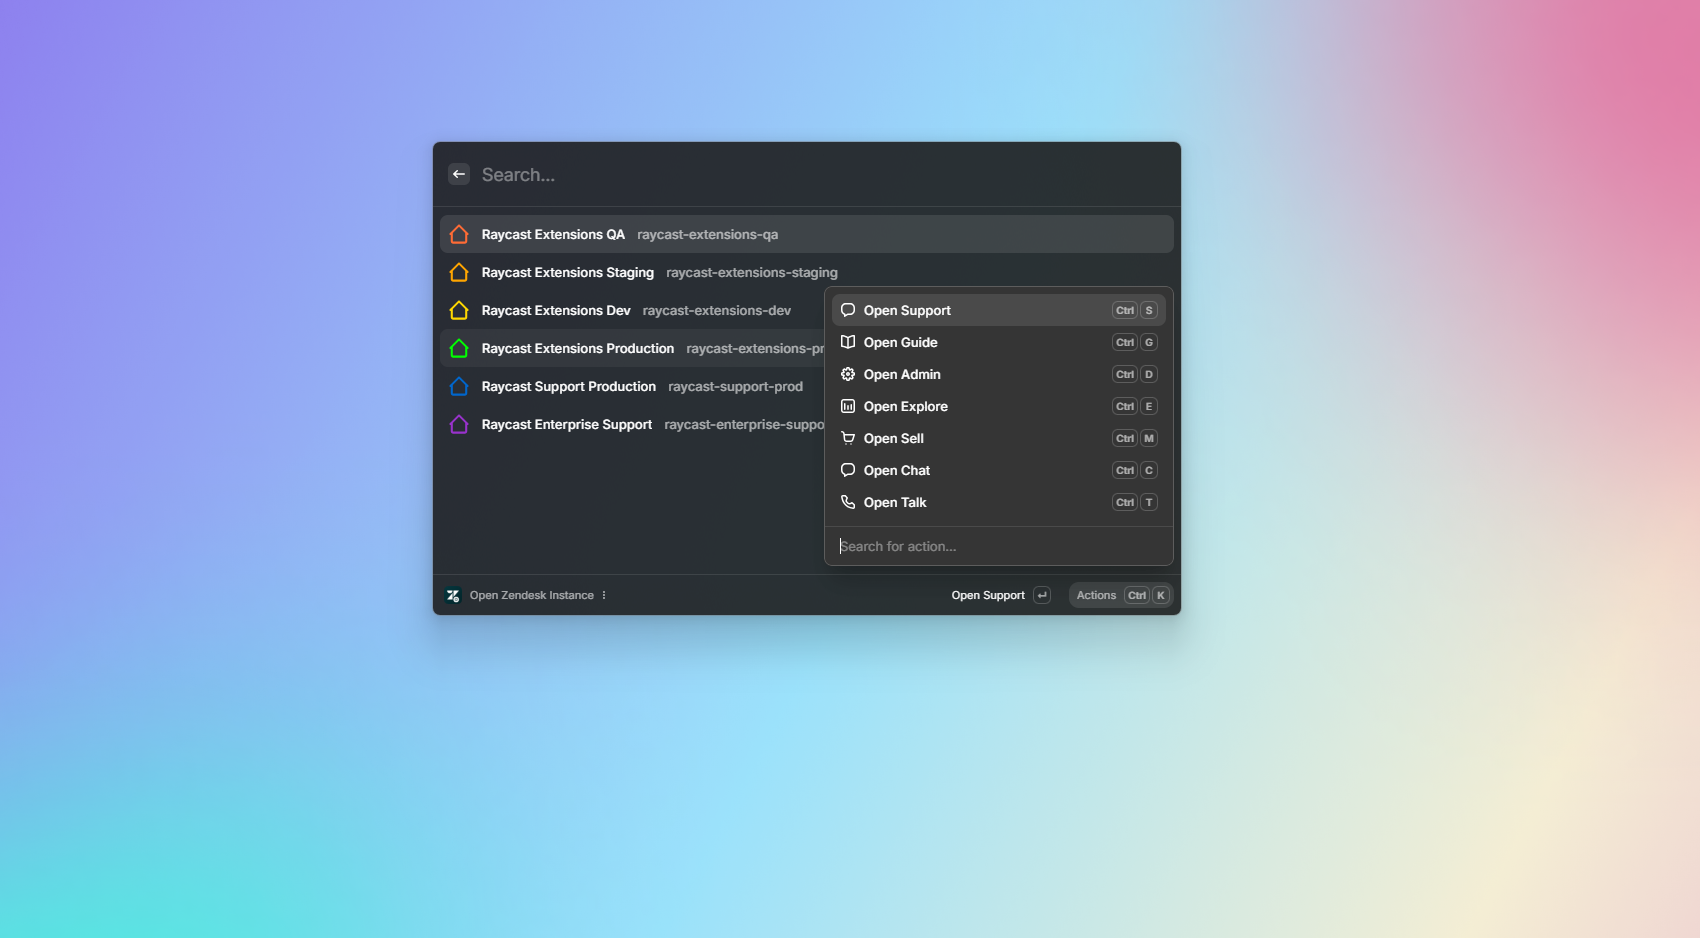 Search...
Raycast Extensions QA raycast-extensions-qa
Raycast Extensions Staging raycast-extensions-staging
Raycast Extensions Dev raycast-extensions-dev
Raycast Extensions Production raycast-extensions-pr
Raycast Support Production raycast-support-prod
Raycast Enterprise Support raycast-enterprise-suppo
Open Support Ctrl S
Open Guide Ctrl G
Open Admin Ctrl D
Open Explore Ctrl E
Open Sell Ctrl M
Open Chat Ctrl C
Open Talk Ctrl T
Search for action...
Open Zendesk Instance Open Support Actions Ctrl K